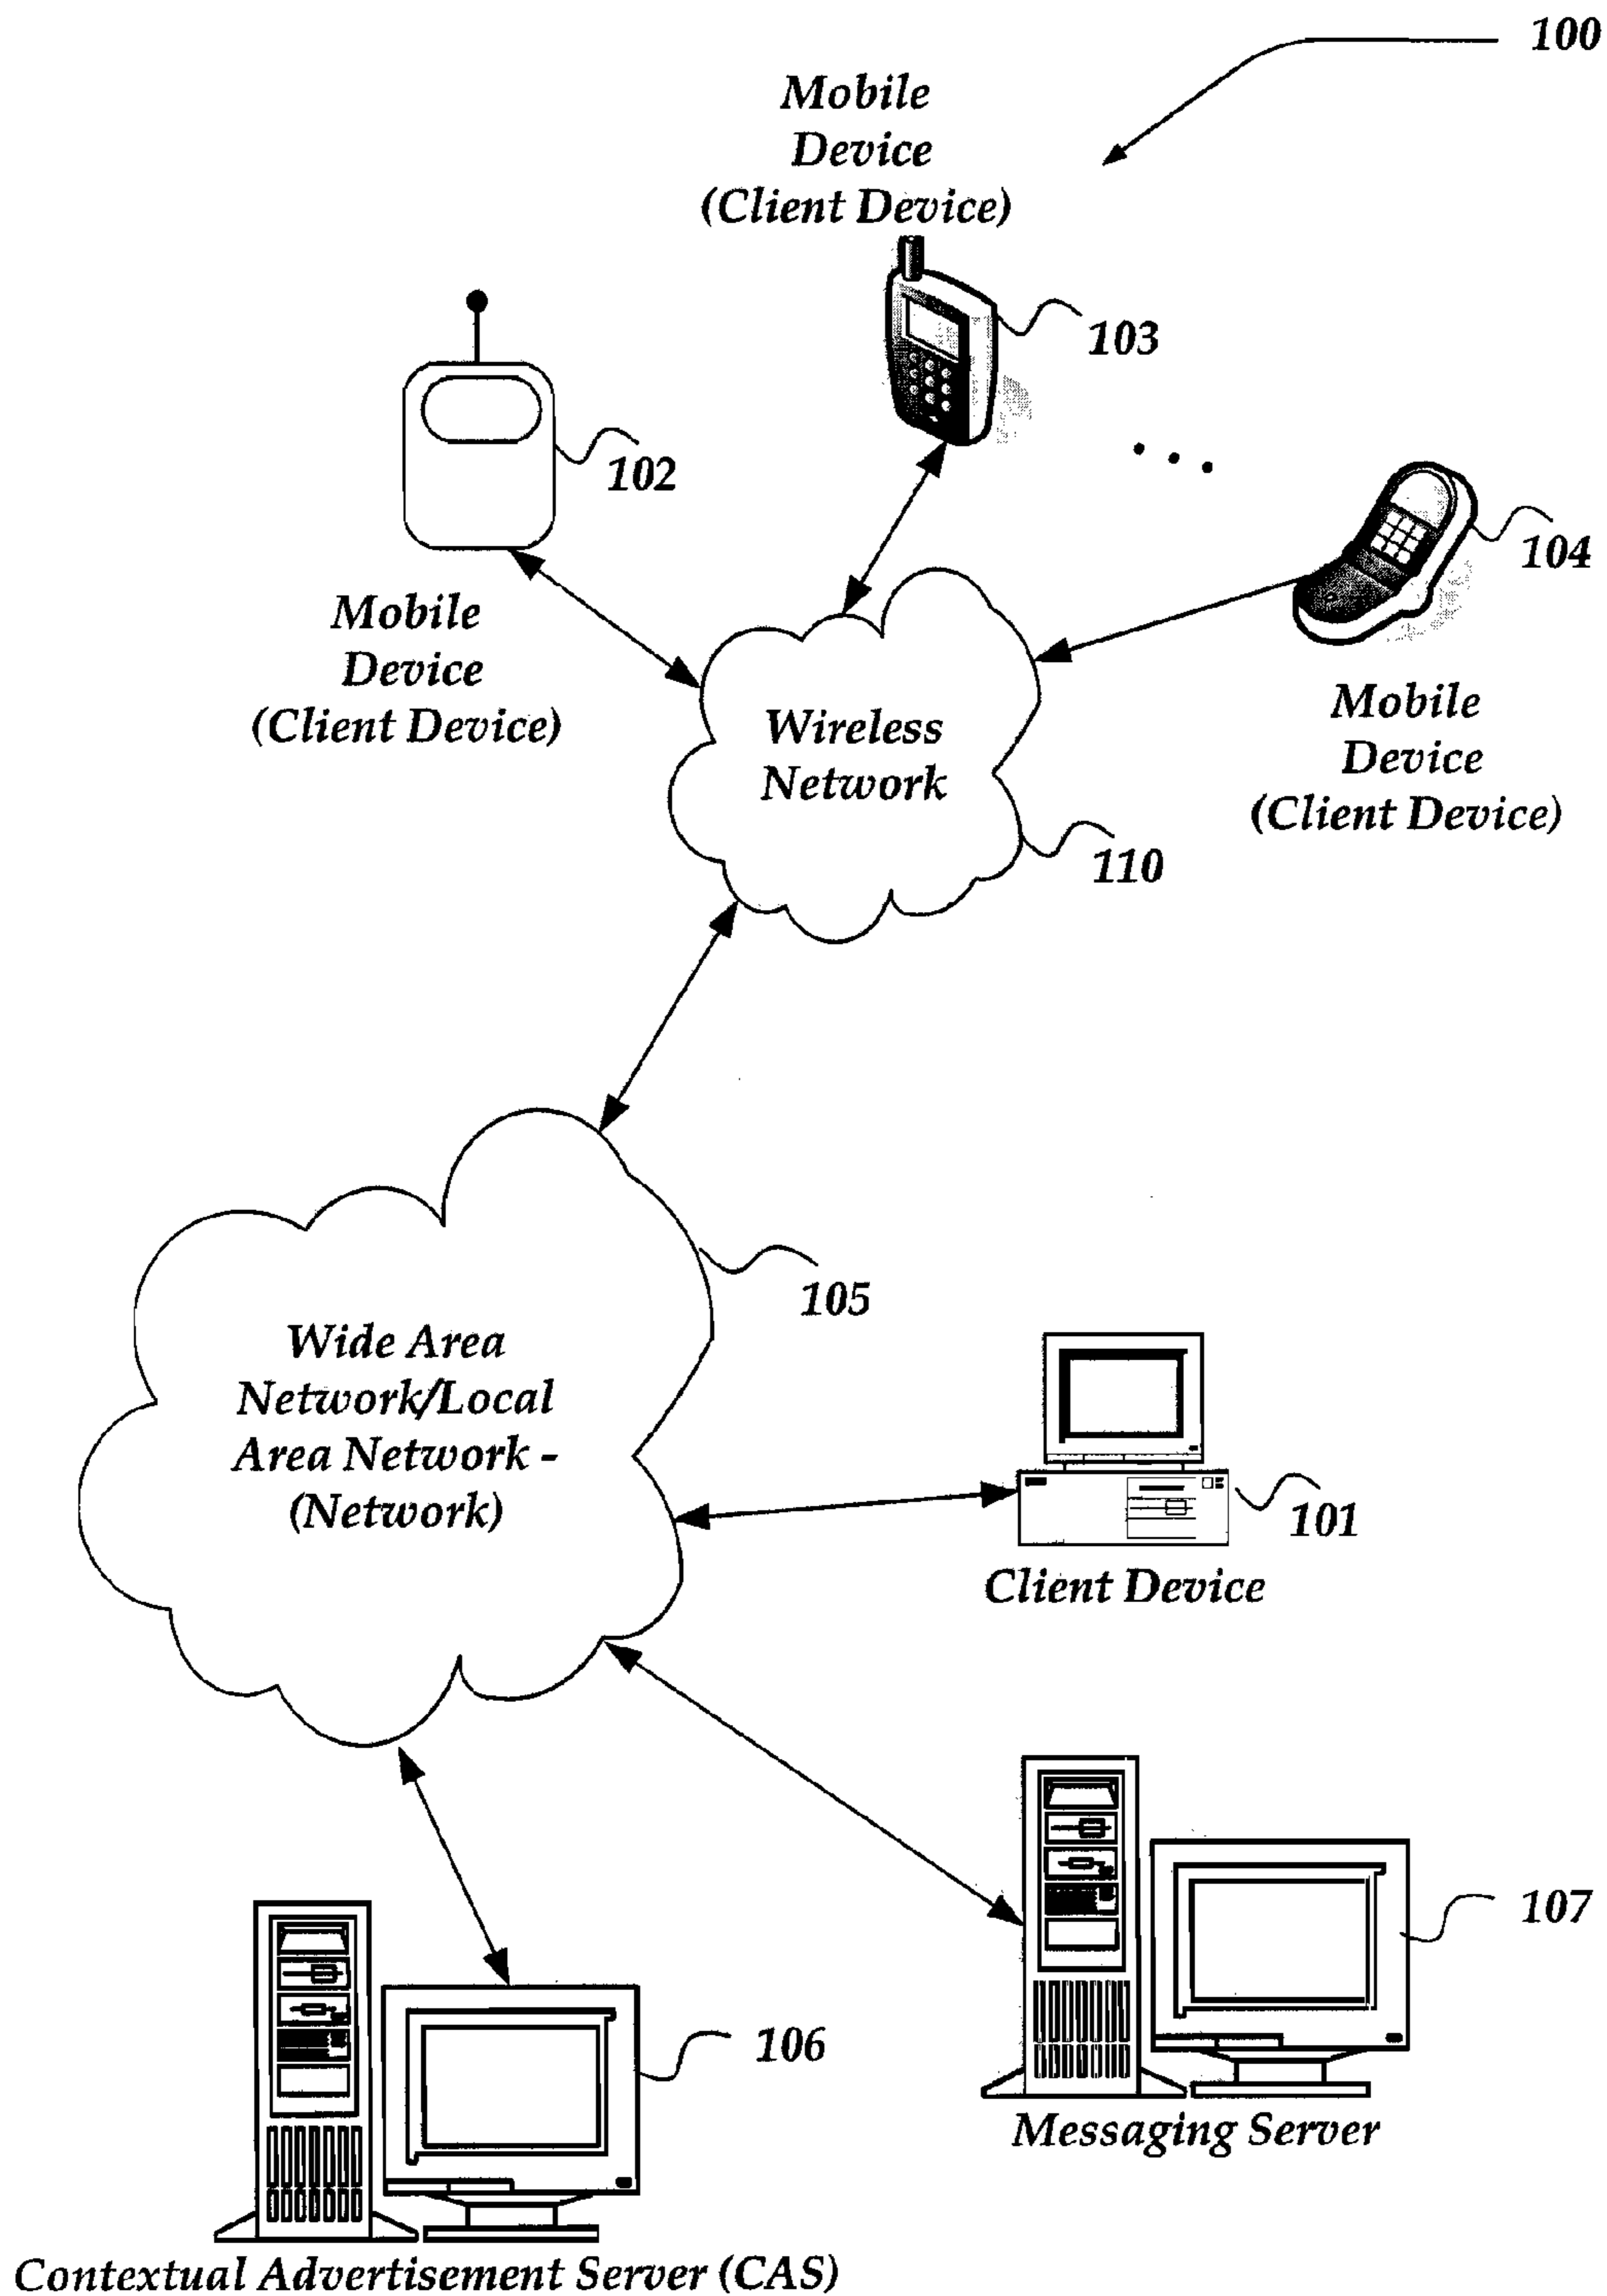 100
Mobile
Device
(Client Device)
103
102
104
Mobile
Device
(Client Device)
Mobile
Device
(Client Device)
Wireless
Network
110
105
Wide Area
Network/Local
Area Network -
(Network)
101
Client Device
107
Messaging Server
106
Contextual Advertisement Server (CAS)